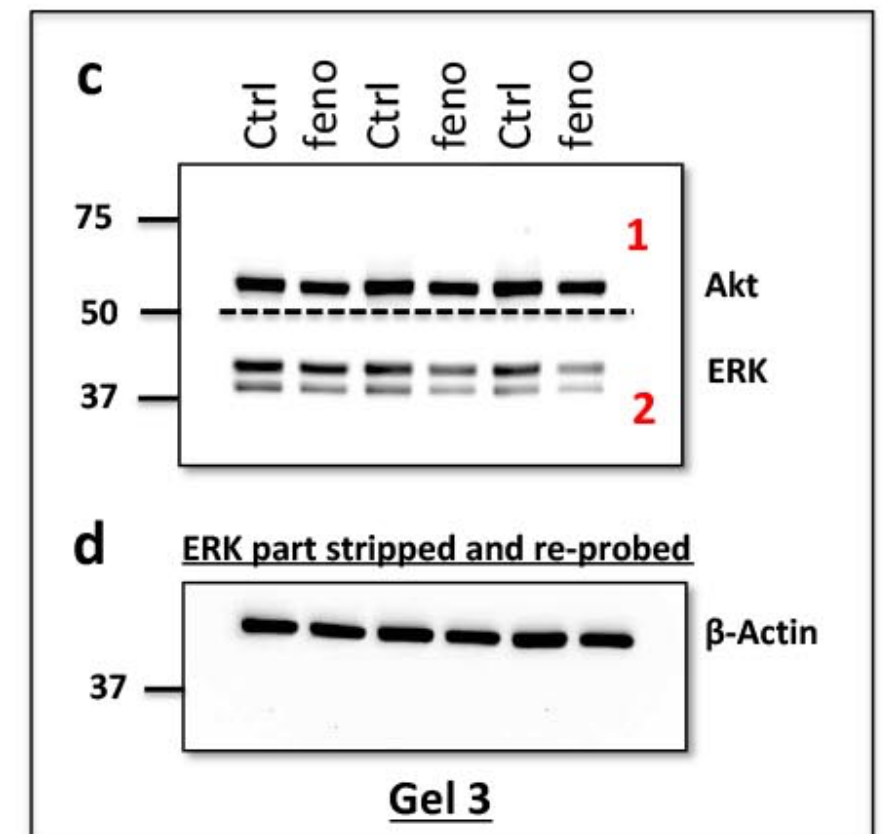 c
Ctrl feno Ctrl feno Ctrl feno
75
1
Akt
50
ERK
37
2
d
ERK part stripped and re-probed
β-Actin
37
Gel 3